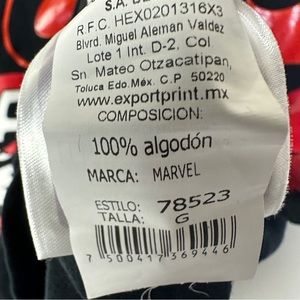 S.A. DE
R.F.C. HEX0201316X3
Blvrd. Miguel Aleman Valdez
Lote 1 Int. D-2, Col
Sn. Mateo Otzacatipan,
Toluca Edo.Méx. C.P 50220
www.exportprint.mx
COMPOSICION:
100% algodón
MARCA: MARVEL
ESTILO: 78523
TALLA: G
7 500417 369446